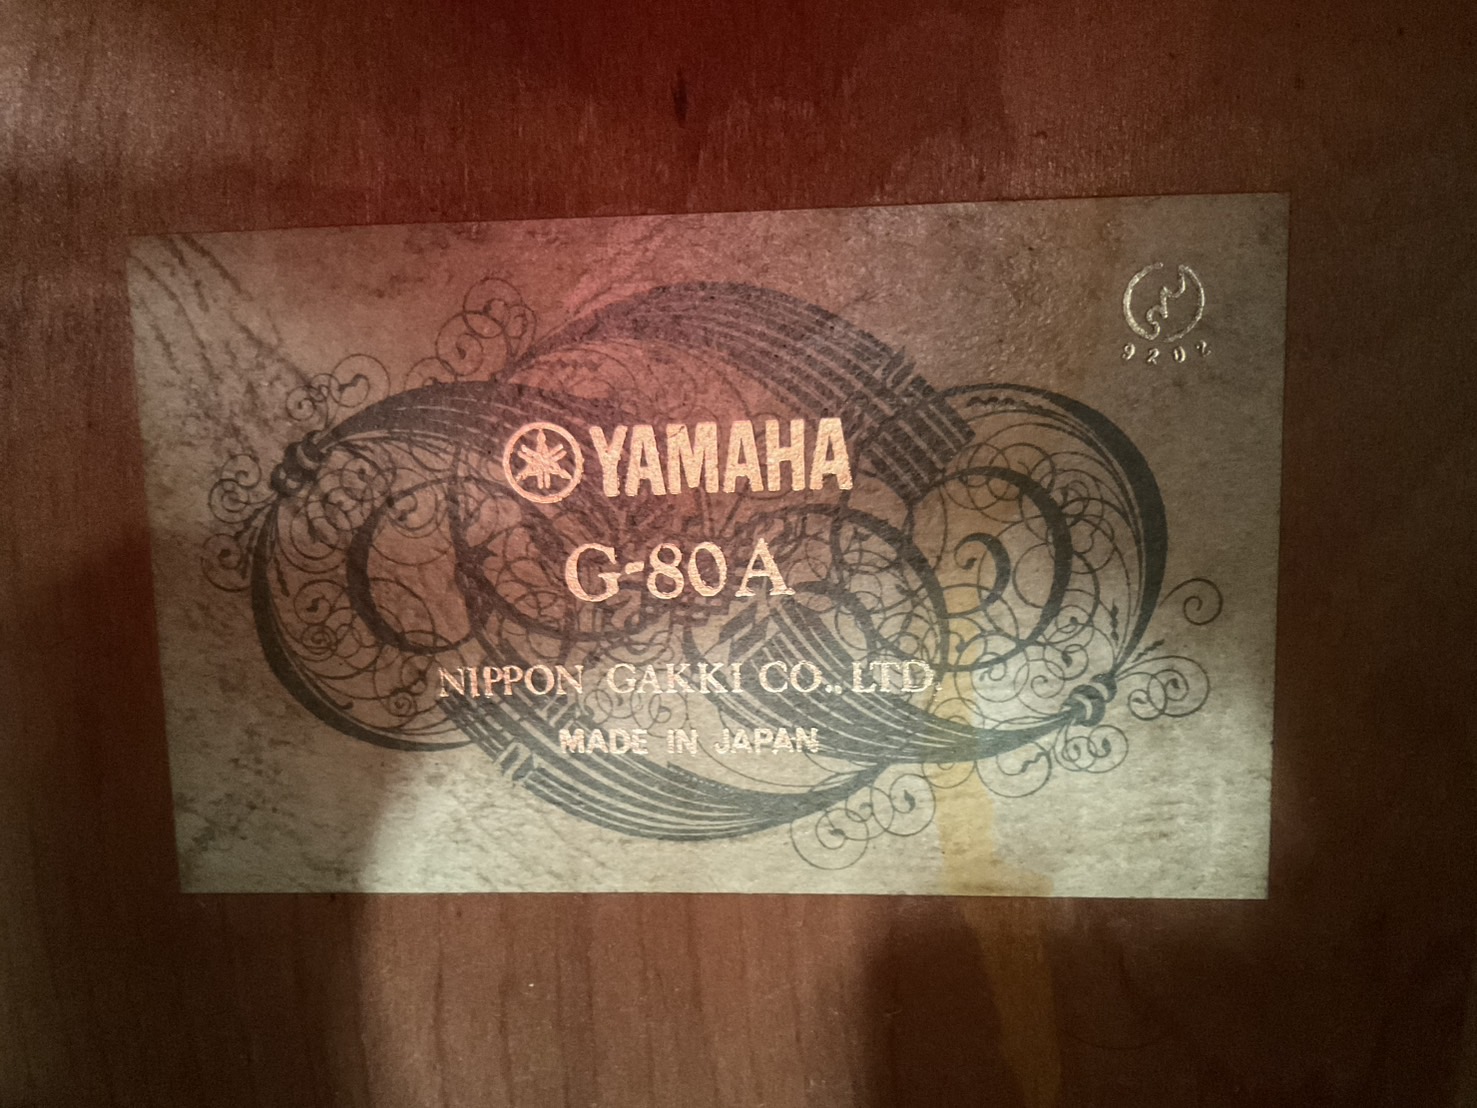 9202
YAMAHA
G-80A
NIPPON GAKKI CO., LTD.
MADE IN JAPAN